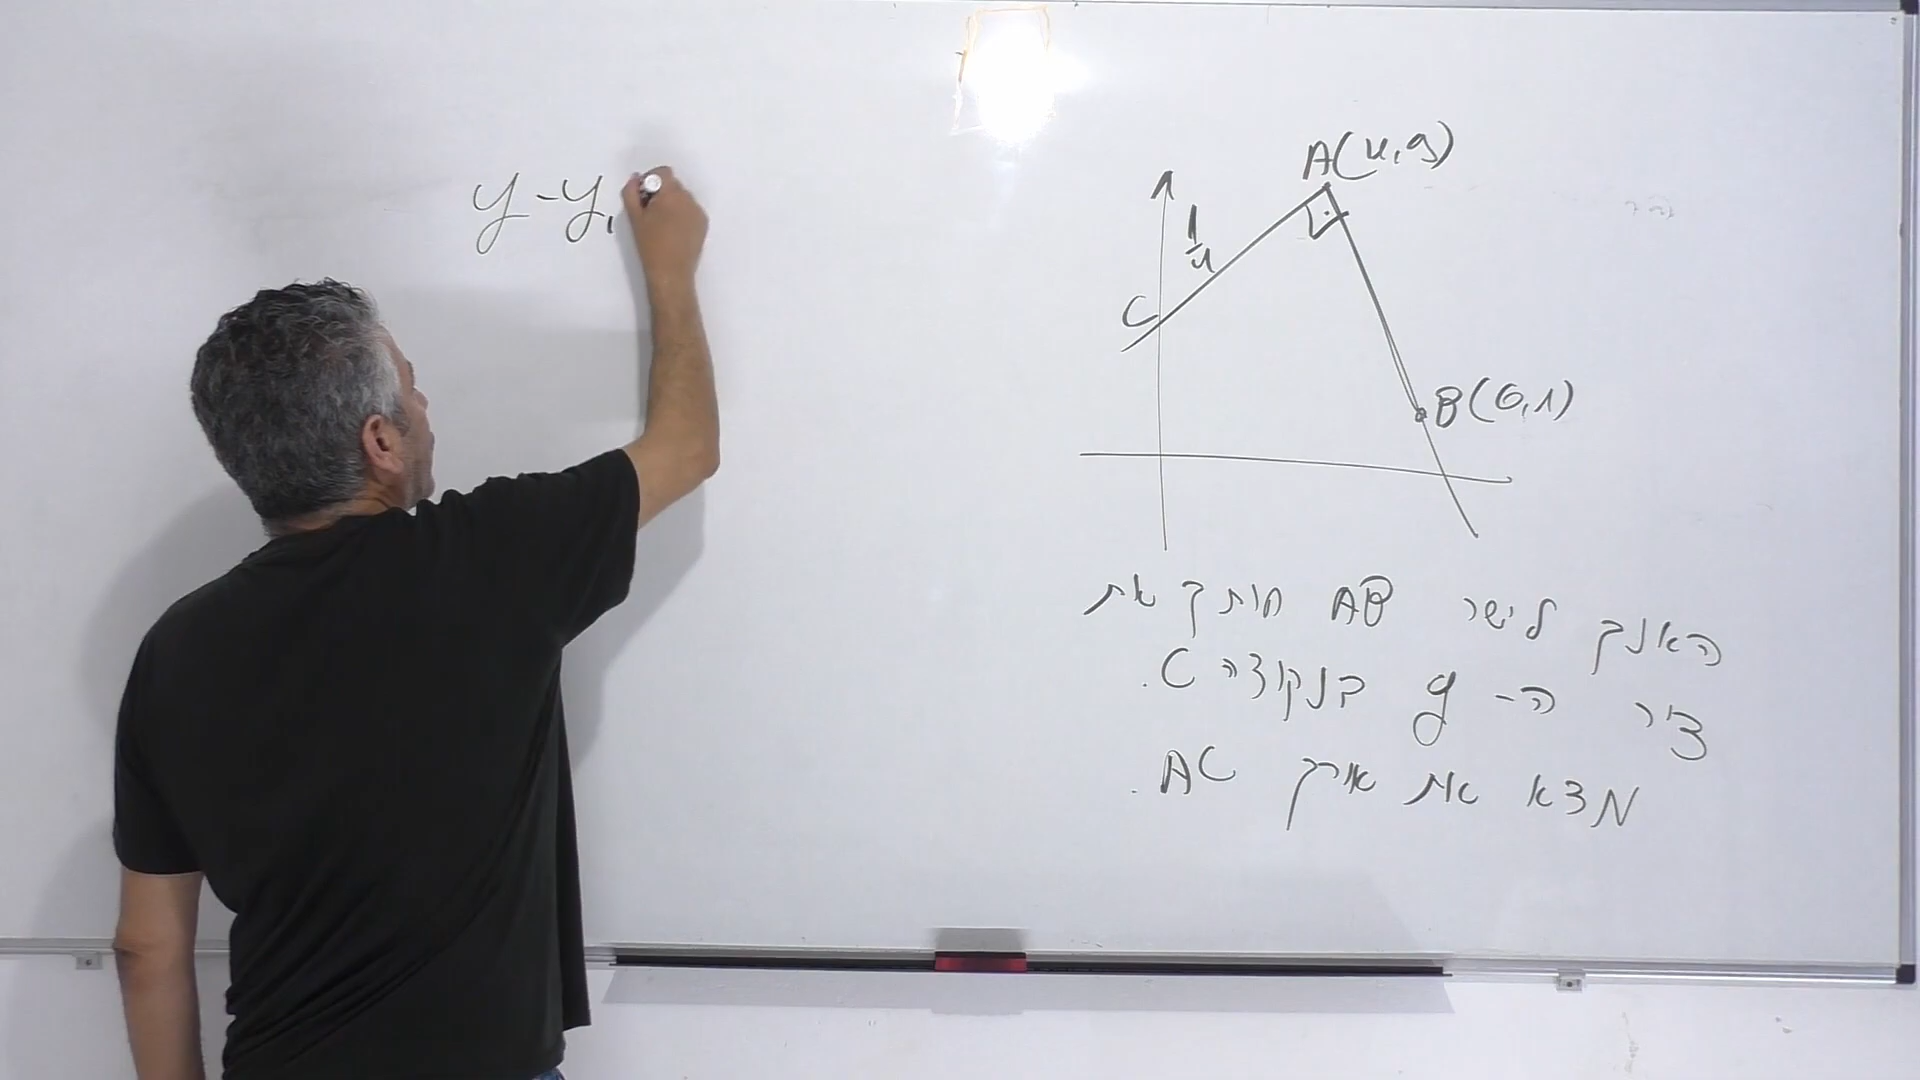 y - y₁
A(4,9)
1/4
C
B(6,1)
האנך לישר AB חותך את
ציר ה- y בנקודה C.
מצא את אורך AC.